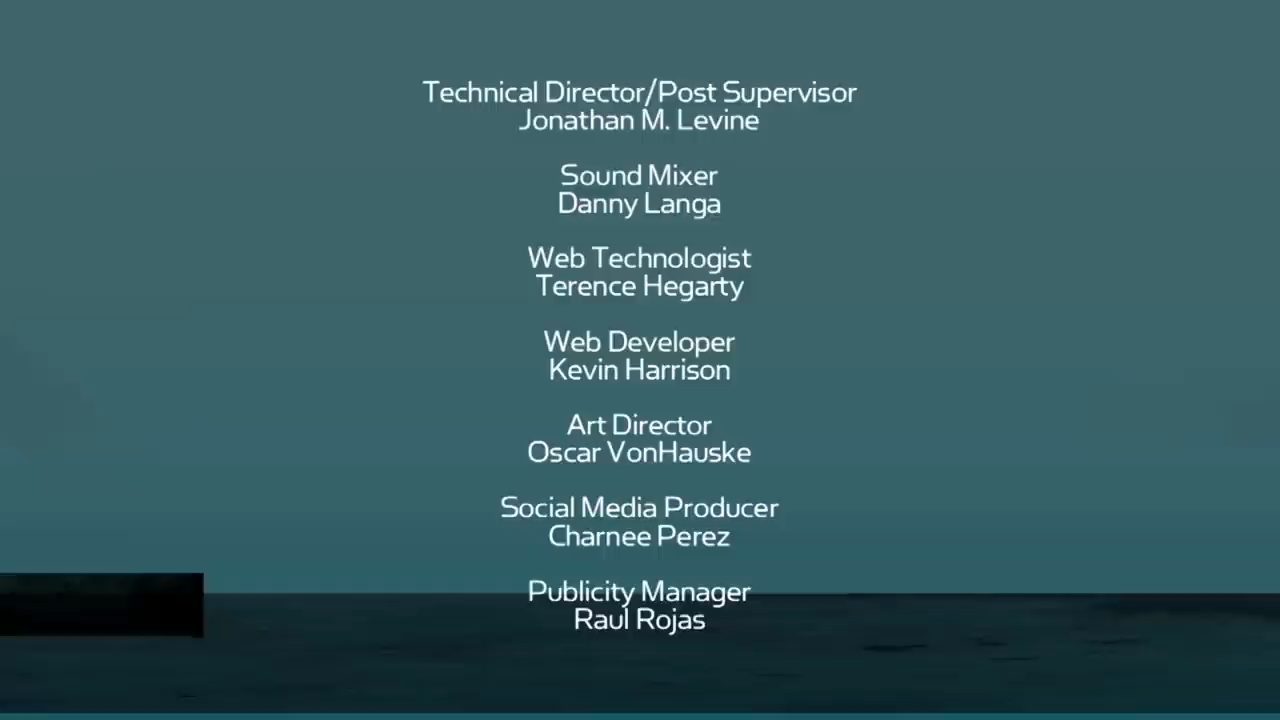 Technical Director/Post Supervisor
Jonathan M. Levine
Sound Mixer
Danny Langa
Web Technologist
Terence Hegarty
Web Developer
Kevin Harrison
Art Director
Oscar VonHauske
Social Media Producer
Charnee Perez
Publicity Manager
Raul Rojas